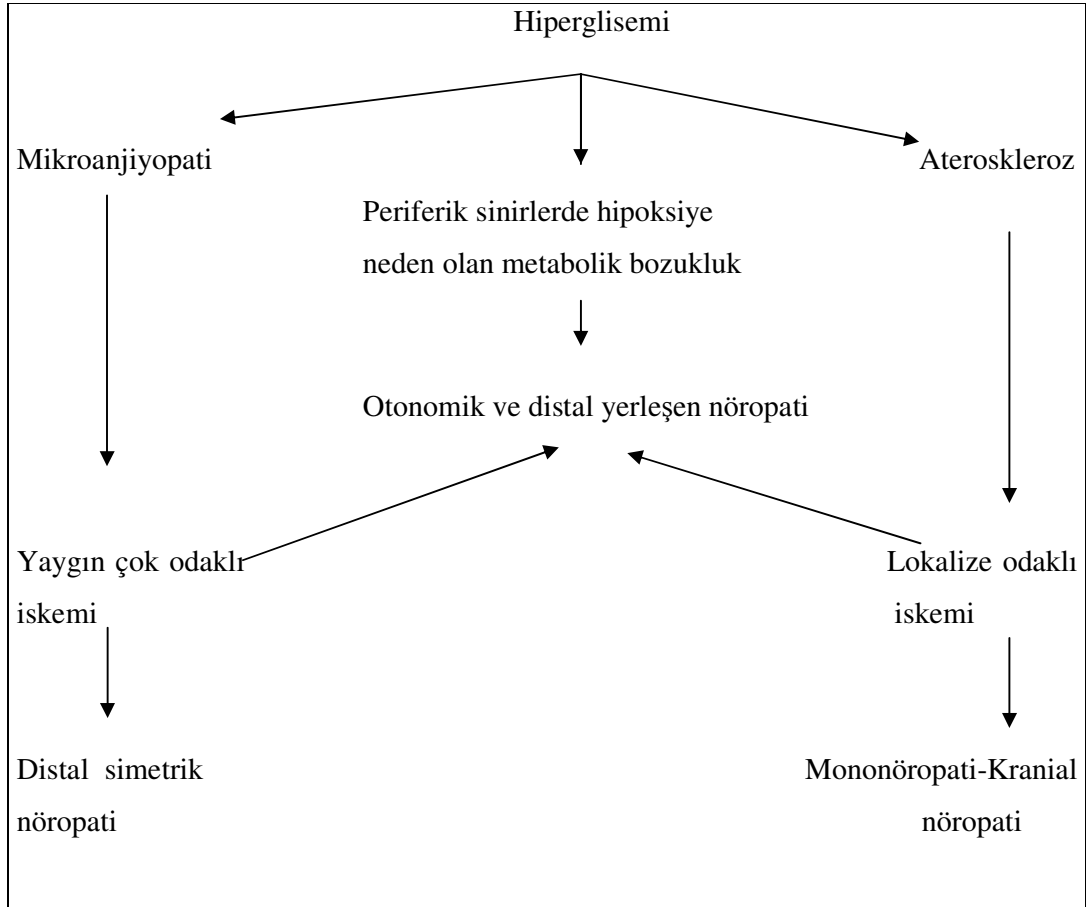 Hiperglisemi
Mikroanjiyopati
Ateroskleroz
Periferik sinirlerde hipoksiye
neden olan metabolik bozukluk
Otonomik ve distal yerleşen nöropati
Yaygın çok odaklı
iskemi
Lokalize odaklı
iskemi
Distal simetrik
nöropati
Mononöropati-Kranial
nöropati